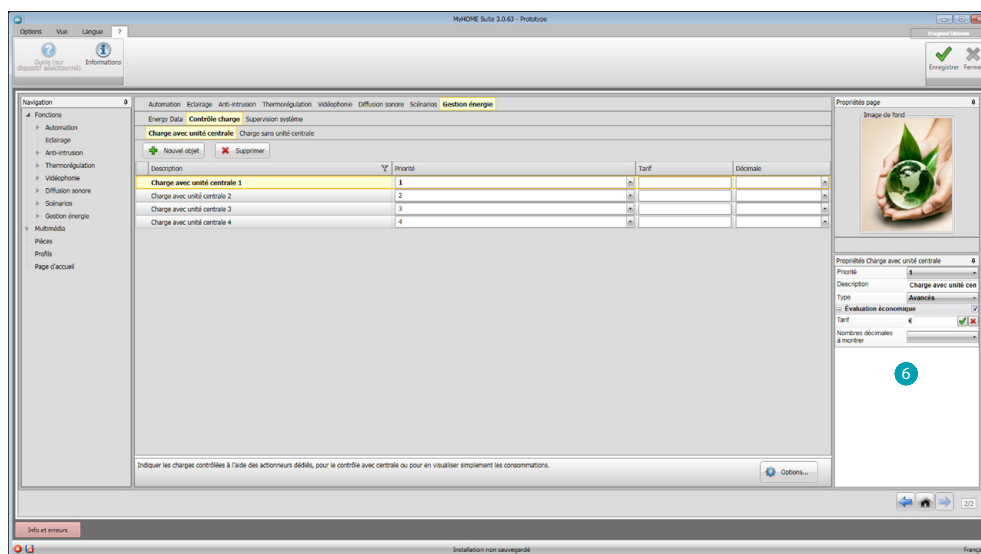 MyHOME Suite 3.0.63 - Prototype
Options Vue Langue ?
Guide (sur dispositif sélectionné)
Informations
Enregistrer Ferme
Navigation
Fonctions
Automation
Eclairage
Anti-intrusion
Thermorégulation
Vidéophonie
Diffusion sonore
Scénarios
Gestion énergie
Multimédia
Pièces
Profils
Page d'accueil
Automation Eclairage Anti-intrusion Thermorégulation Vidéophonie Diffusion sonore Scénarios Gestion énergie
Energy Data Contrôle charge Supervision système
Charge avec unité centrale Charge sans unité centrale
Nouvel objet Supprimer
Description Priorité Tarif Décimale
Charge avec unité centrale 1 1
Charge avec unité centrale 2 2
Charge avec unité centrale 3 3
Charge avec unité centrale 4 4
Indiquer les charges contrôlées à l'aide des actionneurs dédiés, pour le contrôle avec centrale ou pour en visualiser simplement les consommations.
Options...
Propriétés page
Image de fond
Propriétés Charge avec unité centrale
Priorité 1
Description Charge avec unité cen
Type Avancés
Évaluation économique
Tarif €
Nombres décimales
à montrer
6
2/2
Info et erreurs
Installation non sauvegardé
França